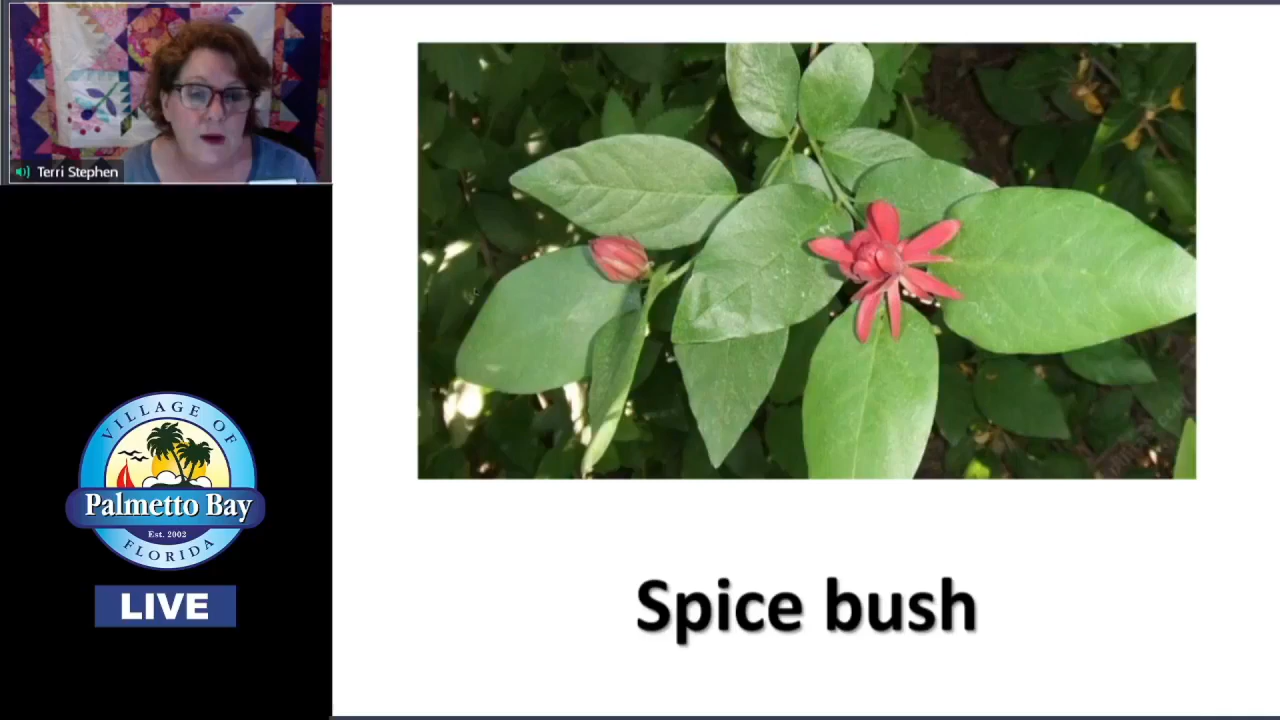 Terri Stephen
VILLAGE OF
Palmetto Bay
Est. 2002
FLORIDA
LIVE
Spice bush